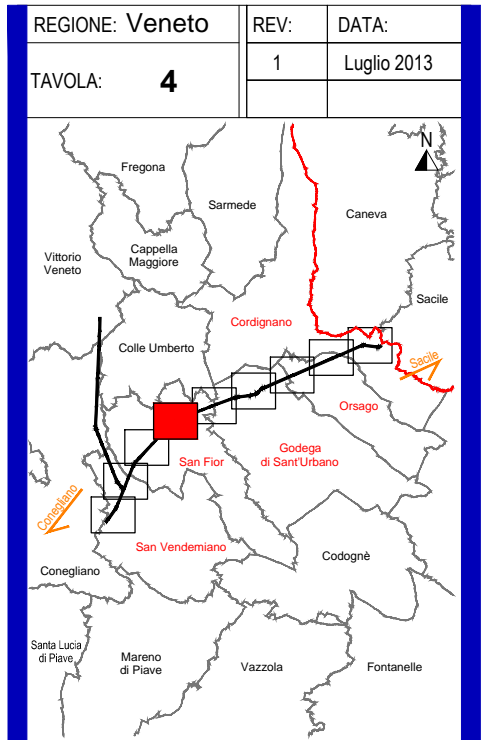 REGIONE: Veneto
REV:
DATA:
TAVOLA: 4
1
Luglio 2013
N
Fregona
Sarmede
Caneva
Vittorio
Veneto
Cappella
Maggiore
Sacile
Cordignano
Colle Umberto
Sacile
Orsago
Godega
di Sant'Urbano
San Fior
Conegliano
San Vendemiano
Codognè
Conegliano
Santa Lucia
di Piave
Mareno
di Piave
Vazzola
Fontanelle